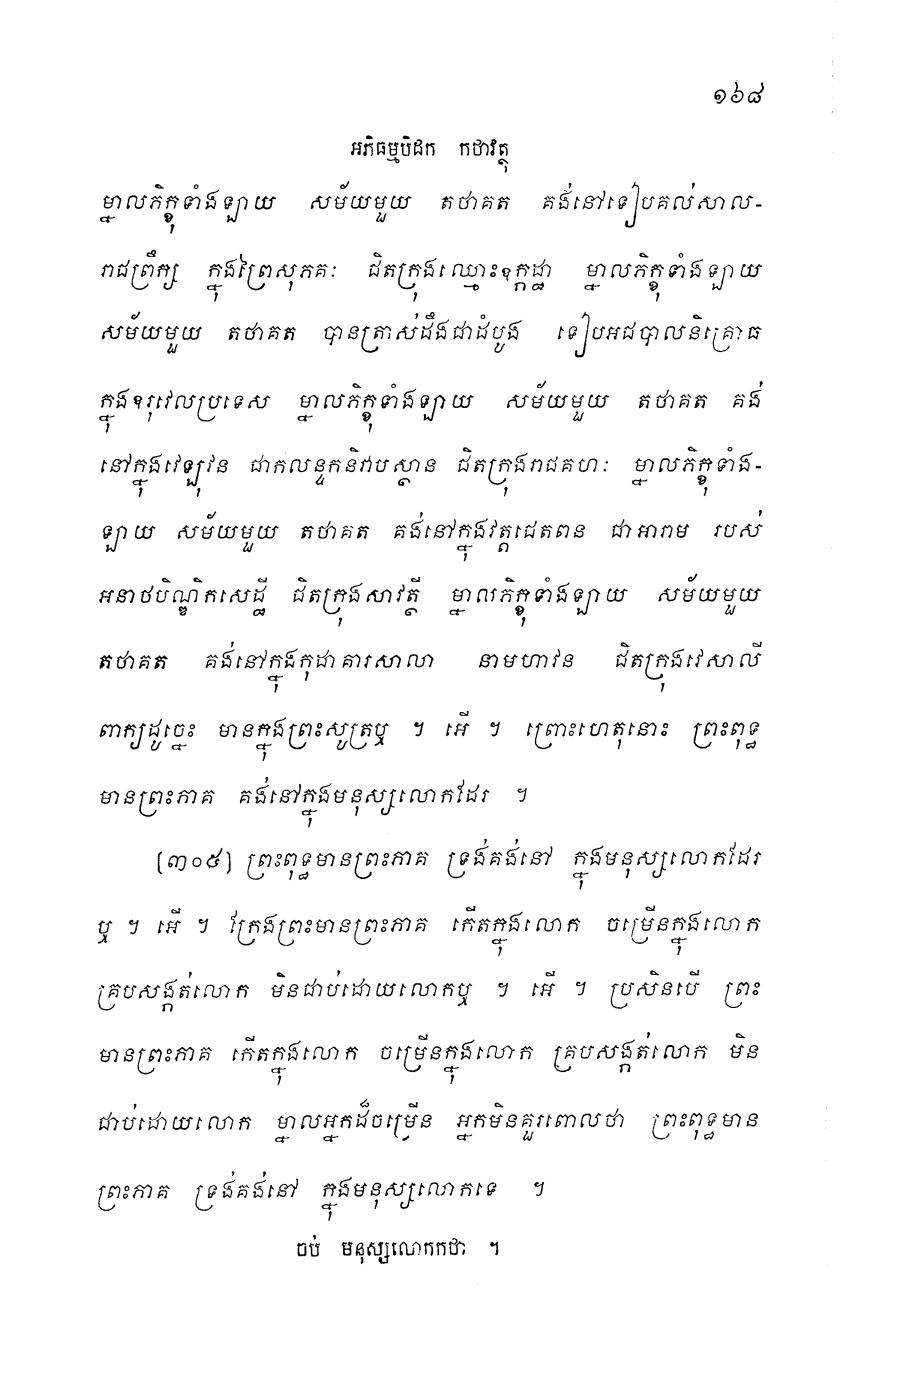 ១៦៨
អភិធម្មបិដក កថាវត្ថុ
ម្នាលភិក្ខុទាំងឡាយ សម័យមួយ តថាគត គង់នៅទៀបគល់សាល-
រាជព្រឹក្ស ក្នុងព្រៃសុភគៈ ជិតក្រុងឈ្មោះឧក្កដ្ឋា ម្នាលភិក្ខុទាំងឡាយ
សម័យមួយ តថាគត បានត្រាស់ដឹងជាដំបូង ទៀបអជបាលនិគ្រោធ
ក្នុងឧរុវេលប្រទេស ម្នាលភិក្ខុទាំងឡាយ សម័យមួយ តថាគត គង់
នៅក្នុងវេឡុវន ជាកលន្ទកនិវាបស្ថាន ជិតក្រុងរាជគហៈ ម្នាលភិក្ខុទាំង-
ឡាយ សម័យមួយ តថាគត គង់នៅក្នុងវត្តជេតពន ជាអារាម របស់
អនាថបិណ្ឌិកសេដ្ឋី ជិតក្រុងសាវត្ថី ម្នាលភិក្ខុទាំងឡាយ សម័យមួយ
តថាគត គង់នៅក្នុងកុដាគារសាលា នាមហាវន ជិតក្រុងវេសាលី
ពាក្យដូច្នេះ មានក្នុងព្រះសូត្រឬ ។ អើ ។ ព្រោះហេតុនោះ ព្រះពុទ្ធ
មានព្រះភាគ គង់នៅក្នុងមនុស្សលោកដែរ ។
(៣០៥) ព្រះពុទ្ធមានព្រះភាគ ទ្រង់គង់នៅ ក្នុងមនុស្សលោកដែរ
ឬ ។ អើ ។ ក្រែងព្រះមានព្រះភាគ កើតក្នុងលោក ចម្រើនក្នុងលោក
គ្របសង្កត់លោក មិនជាប់ដោយលោកឬ ។ អើ ។ ប្រសិនបើ ព្រះ
មានព្រះភាគ កើតក្នុងលោក ចម្រើនក្នុងលោក គ្របសង្កត់លោក មិន
ជាប់ដោយលោក ម្នាលអ្នកដ៏ចម្រើន អ្នកមិនគួរពោលថា ព្រះពុទ្ធមាន
ព្រះភាគ ទ្រង់គង់នៅ ក្នុងមនុស្សលោកទេ ។
ចប់ មនុស្សលោកកថា ។